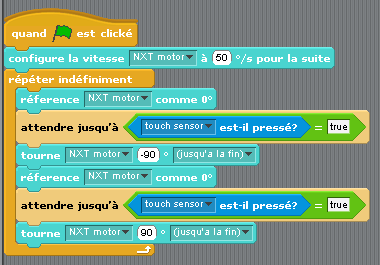 quand est clické
configure la vitesse NXT motor à 50 °/s pour la suite
répéter indéfiniment
réference NXT motor comme 0°
attendre jusqu'à touch sensor est-il pressé? = true
tourne NXT motor -90 ° (jusqu'a la fin)
réference NXT motor comme 0°
attendre jusqu'à touch sensor est-il pressé? = true
tourne NXT motor 90 ° (jusqu'a la fin)